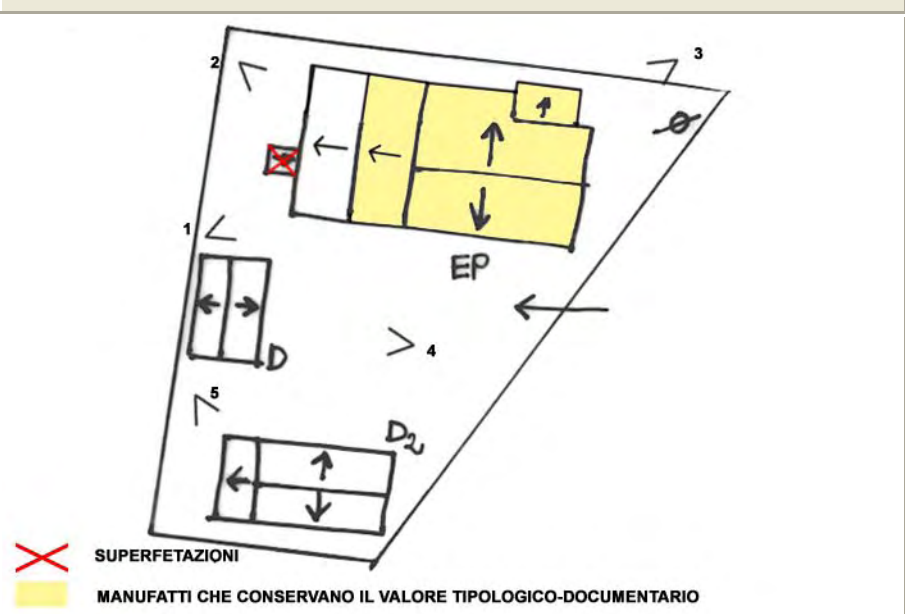 3
2
1
EP
4
D
5
D2
SUPERFETAZIONI
MANUFATTI CHE CONSERVANO IL VALORE TIPOLOGICO-DOCUMENTARIO